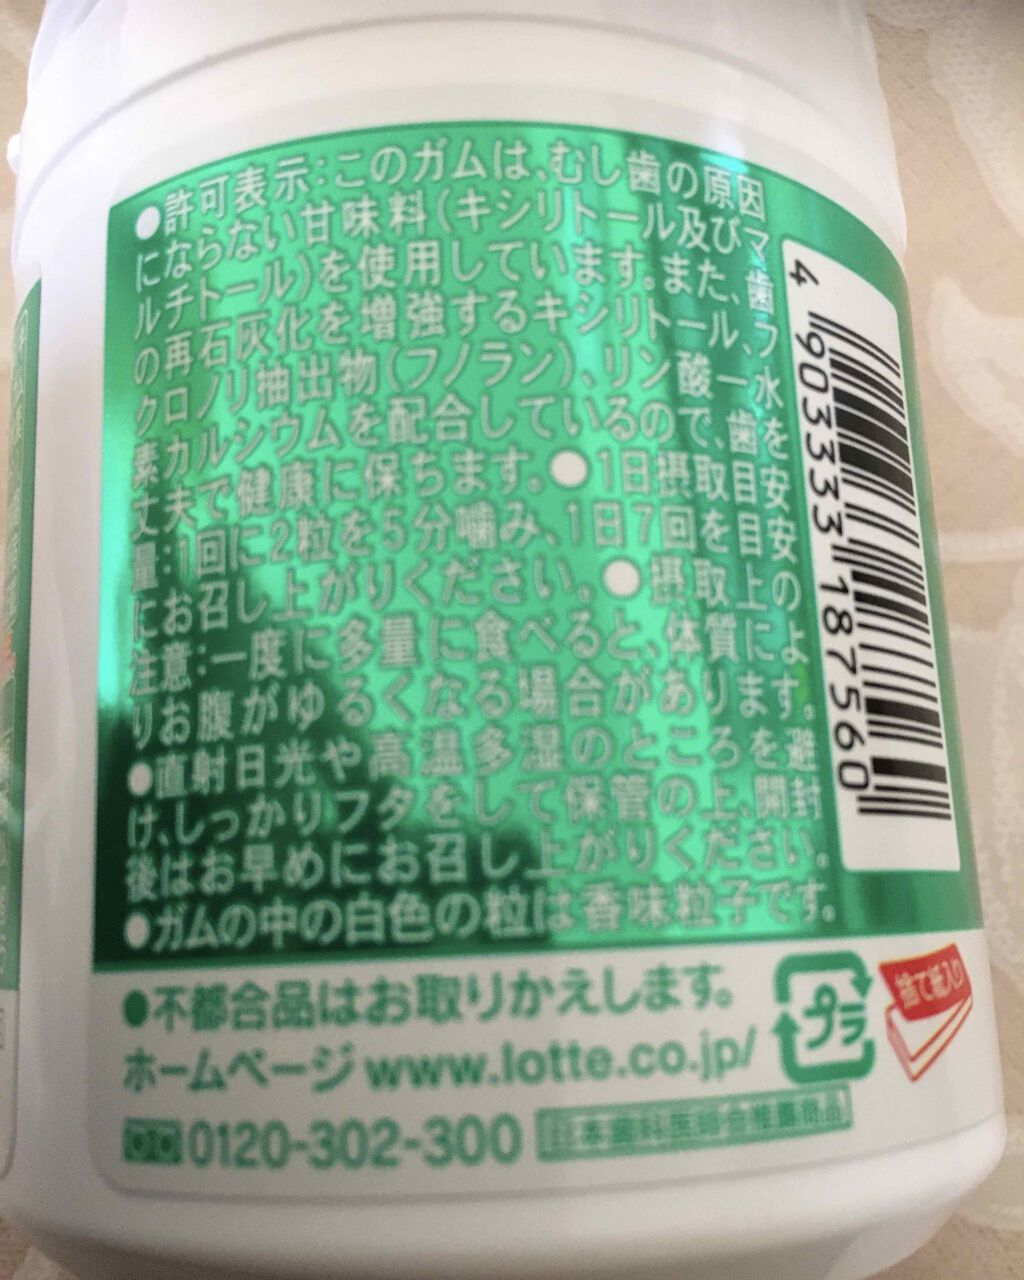 ●許可表示:このガムは、むし歯の原因
にならない甘味料(キシリトール及びマ
ルチトール)を使用しています。また、歯
の再石灰化を増強するキシリトール、フ
クロノリ抽出物(フノラン)、リン酸一水
素カルシウムを配合しているので、歯を
丈夫で健康に保ちます。●1日摂取目安
量:1回に2粒を5分噛み、1日7回を目安
にお召し上がりください。●摂取上の
注意:一度に多量に食べると、体質によ
りお腹がゆるくなる場合があります。
●直射日光や高温多湿のところを避
け、しっかりフタをして保管の上、開封
後はお早めにお召し上がりください。
●ガムの中の白色の粒は香味粒子です。
4 903333 187560
●不都合品はお取りかえします。
ホームページwww.lotte.co.jp/
0120-302-300
日本歯科医師会推薦商品
プラ
捨て紙入り